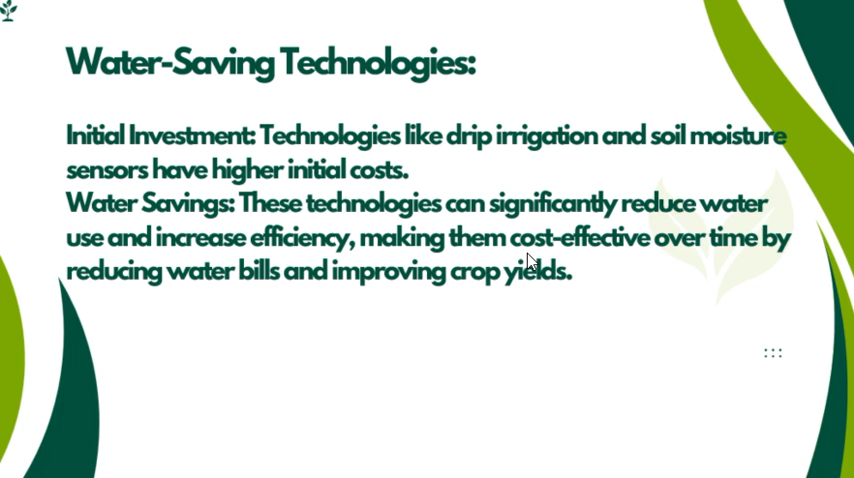 Water-Saving Technologies:
Initial Investment: Technologies like drip irrigation and soil moisture
sensors have higher initial costs.
Water Savings: These technologies can significantly reduce water
use and increase efficiency, making them cost-effective over time by
reducing water bills and improving crop yields.